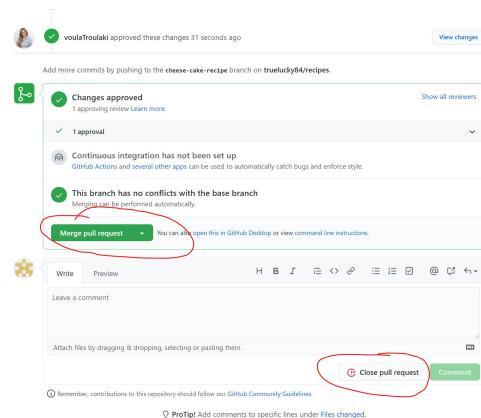 voulaTroulaki approved these changes 31 seconds ago
View changes
Add more commits by pushing to the cheese-cake-recipe branch on truelucky84/recipes.
Changes approved
1 approving review Learn more.
Show all reviewers
1 approval
Continuous integration has not been set up
GitHub Actions and several other apps can be used to automatically catch bugs and enforce style.
This branch has no conflicts with the base branch
Merging can be performed automatically.
Merge pull request
You can also open this in GitHub Desktop or view command line instructions.
Write Preview
H B I
Leave a comment
Attach files by dragging & dropping, selecting or pasting them.
Close pull request
Comment
Remember, contributions to this repository should follow our GitHub Community Guidelines.
ProTip! Add comments to specific lines under Files changed.